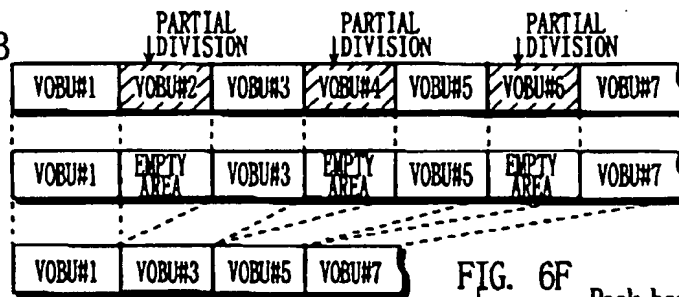 PARTIAL DIVISION PARTIAL DIVISION PARTIAL DIVISION
B
VOBU#1 VOBU#2 VOBU#3 VOBU#4 VOBU#5 VOBU#6 VOBU#7
VOBU#1 EMPTY AREA VOBU#3 EMPTY AREA VOBU#5 EMPTY AREA VOBU#7
VOBU#1 VOBU#3 VOBU#5 VOBU#7
FIG. 6F